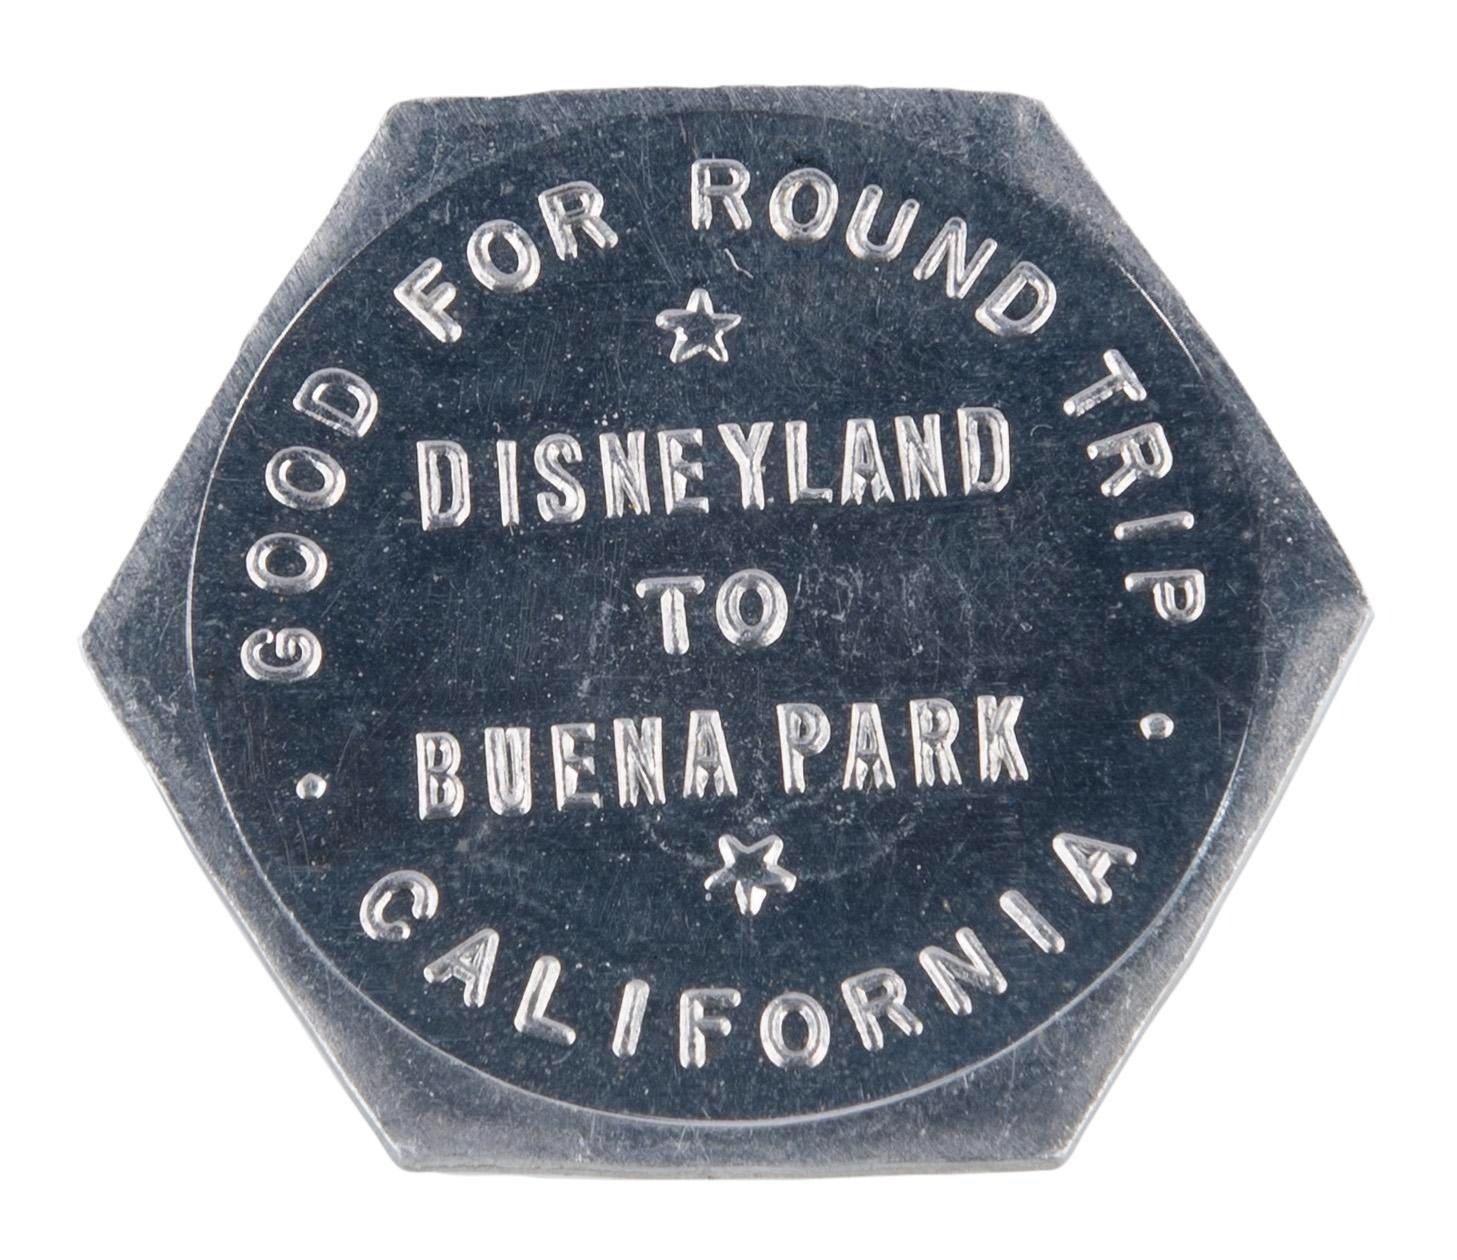 GOOD FOR ROUND TRIP
DISNEYLAND
TO
BUENA PARK
CALIFORNIA